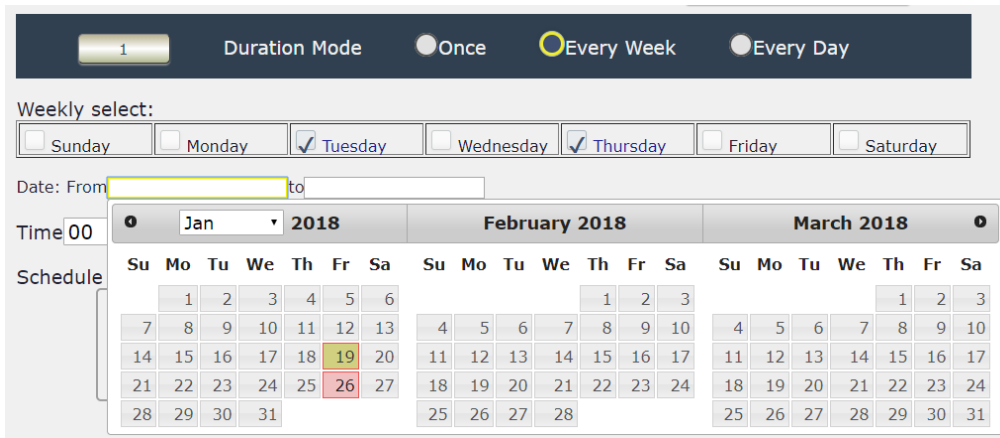 1 Duration Mode Once Every Week Every Day
Weekly select:
Sunday Monday Tuesday Wednesday Thursday Friday Saturday
Date: From to
Time 00
Jan 2018 February 2018 March 2018
Schedule
Su Mo Tu We Th Fr Sa Su Mo Tu We Th Fr Sa Su Mo Tu We Th Fr Sa
1 2 3 4 5 6 1 2 3 1 2 3
7 8 9 10 11 12 13 4 5 6 7 8 9 10 4 5 6 7 8 9 10
14 15 16 17 18 19 20 11 12 13 14 15 16 17 11 12 13 14 15 16 17
21 22 23 24 25 26 27 18 19 20 21 22 23 24 18 19 20 21 22 23 24
28 29 30 31 25 26 27 28 25 26 27 28 29 30 31